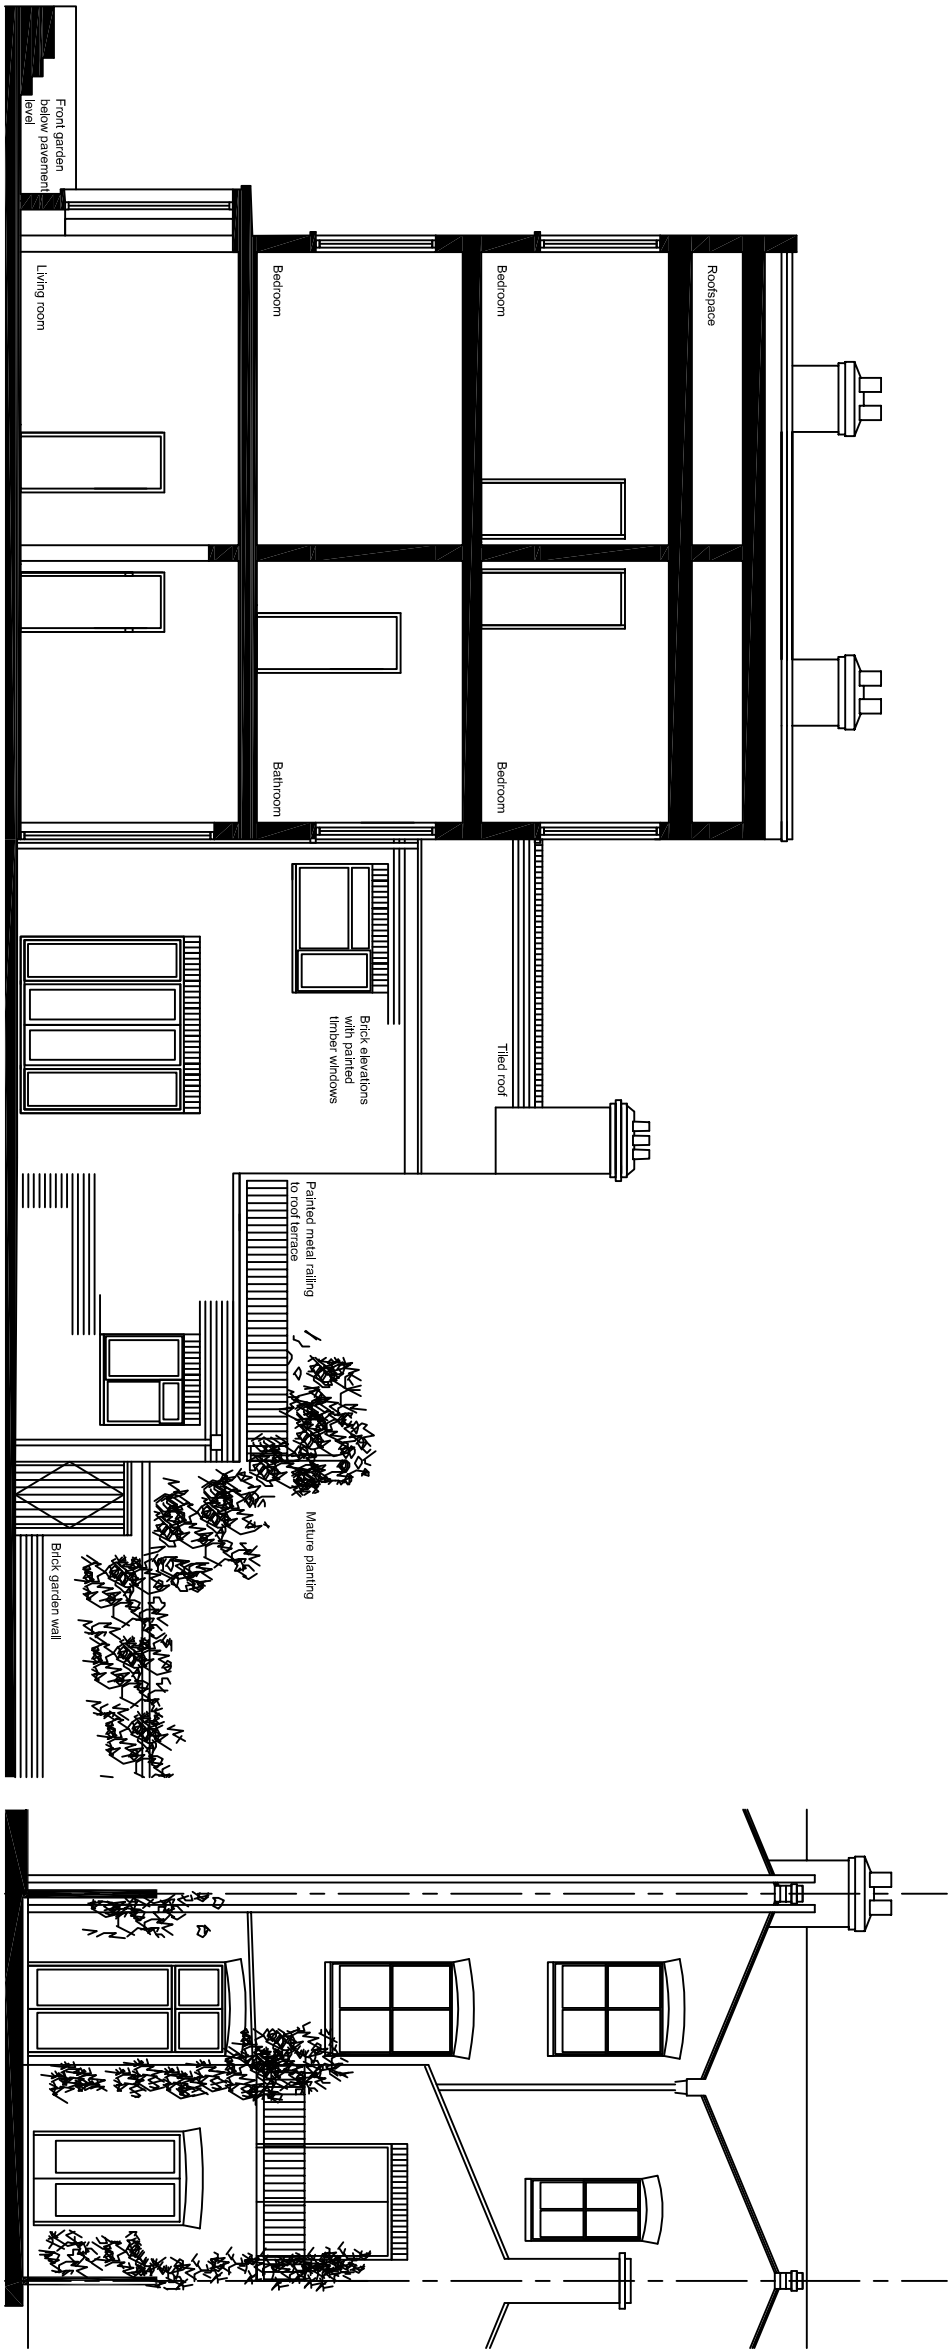 Roofspace
Bedroom
Bedroom
Bedroom
Bathroom
Living room
Front garden
below pavement
level
Tiled roof
Brick elevations
with painted
timber windows
Painted metal railing
to roof terrace
Mature planting
Brick garden wall